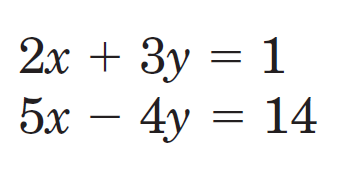 2x + 3y = 1
5x − 4y = 14